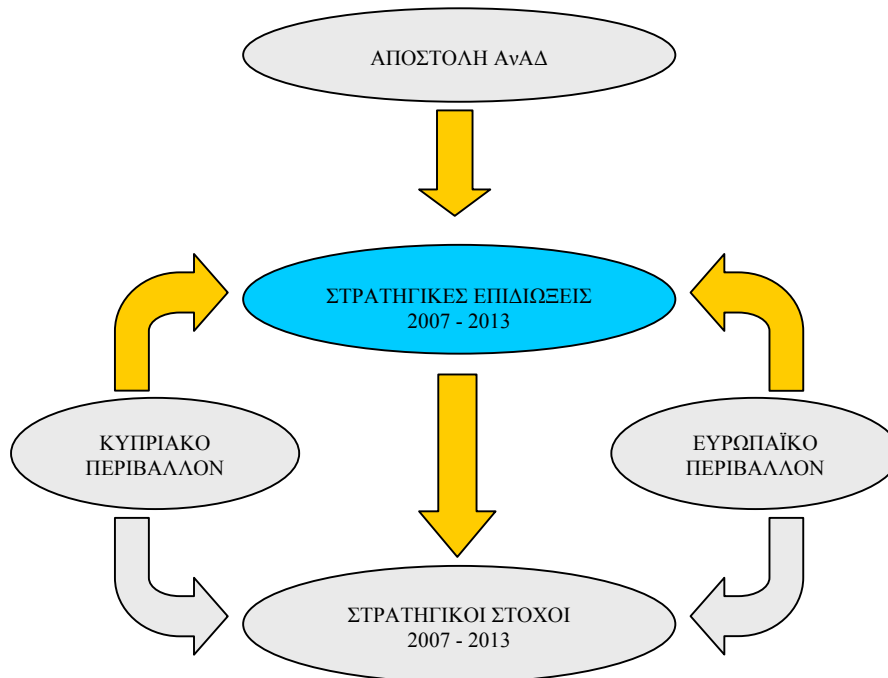 ΑΠΟΣΤΟΛΗ ΑνΑΔ
ΣΤΡΑΤΗΓΙΚΕΣ ΕΠΙΔΙΩΞΕΙΣ
2007 - 2013
ΚΥΠΡΙΑΚΟ
ΠΕΡΙΒΑΛΛΟΝ
ΕΥΡΩΠΑΪΚΟ
ΠΕΡΙΒΑΛΛΟΝ
ΣΤΡΑΤΗΓΙΚΟΙ ΣΤΟΧΟΙ
2007 - 2013